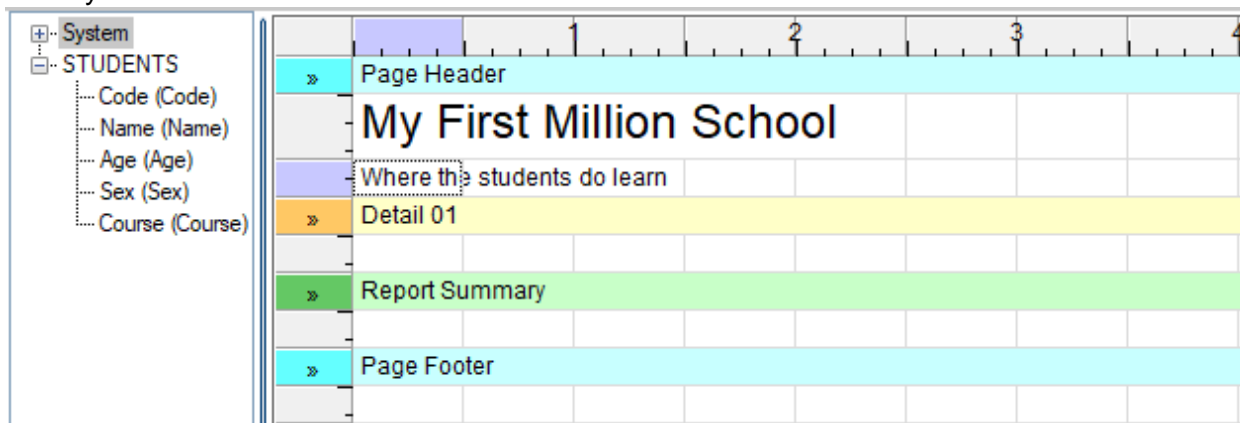 System
STUDENTS
Code (Code)
Name (Name)
Age (Age)
Sex (Sex)
Course (Course)
1 2 3 4
» Page Header
My First Million School
Where the students do learn
» Detail 01
» Report Summary
» Page Footer